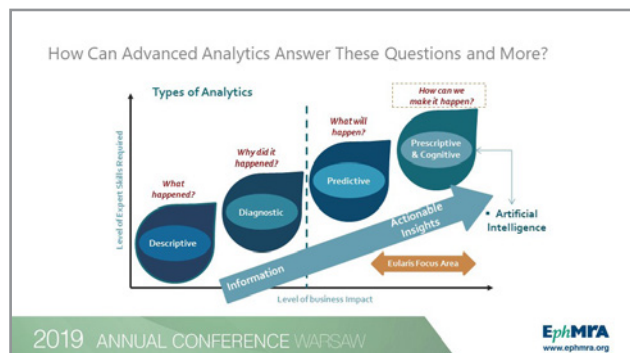 How Can Advanced Analytics Answer These Questions and More?
Types of Analytics
How can we
make it happen?
What will
happen?
Why did it
happened?
What
happened?
Prescriptive
& Cognitive
Predictive
Diagnostic
Descriptive
Level of Expert Skills Required
Information
Actionable
Insights
▪ Artificial
Intelligence
Eularis Focus Area
Level of business Impact
2019 ANNUAL CONFERENCE WARSAW
EphMRA
www.ephmra.org